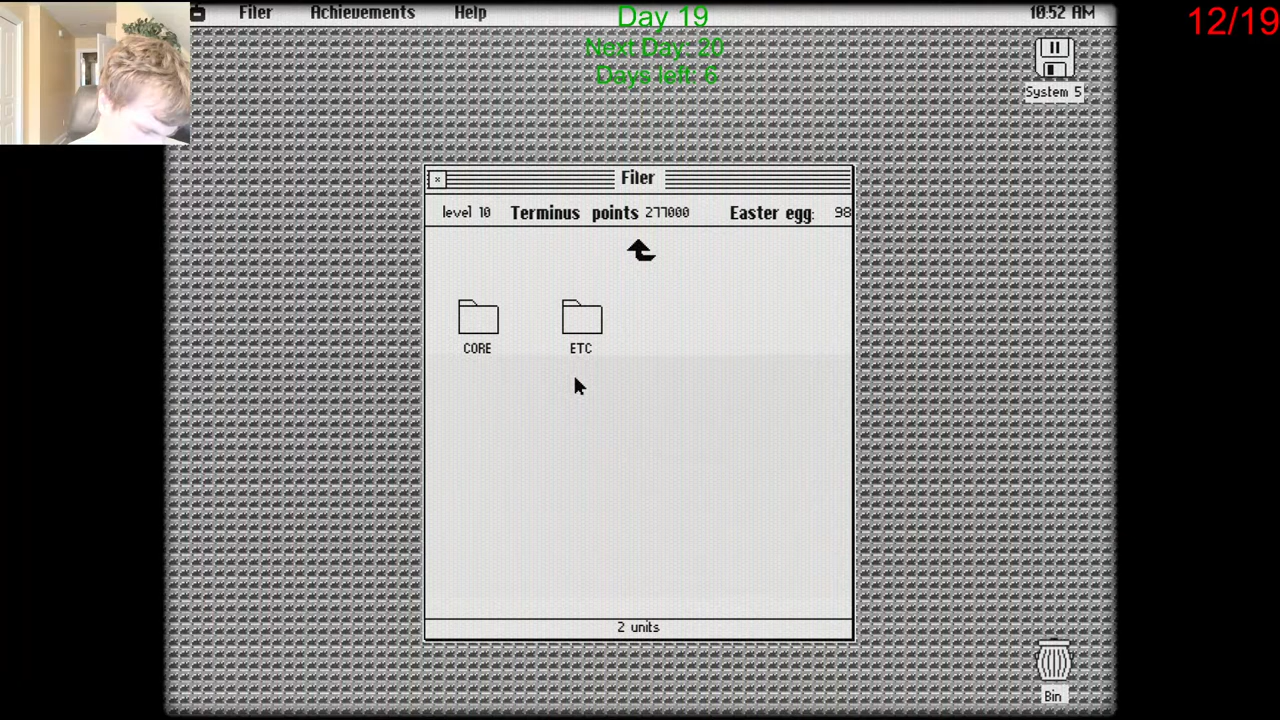 Filer Achievements Help 10:52 AM
Day 19
Next Day: 20
Days left: 6
12/19
System 5
Filer
level 10 Terminus points 277000 Easter egg: 98
CORE ETC
2 units
Bin